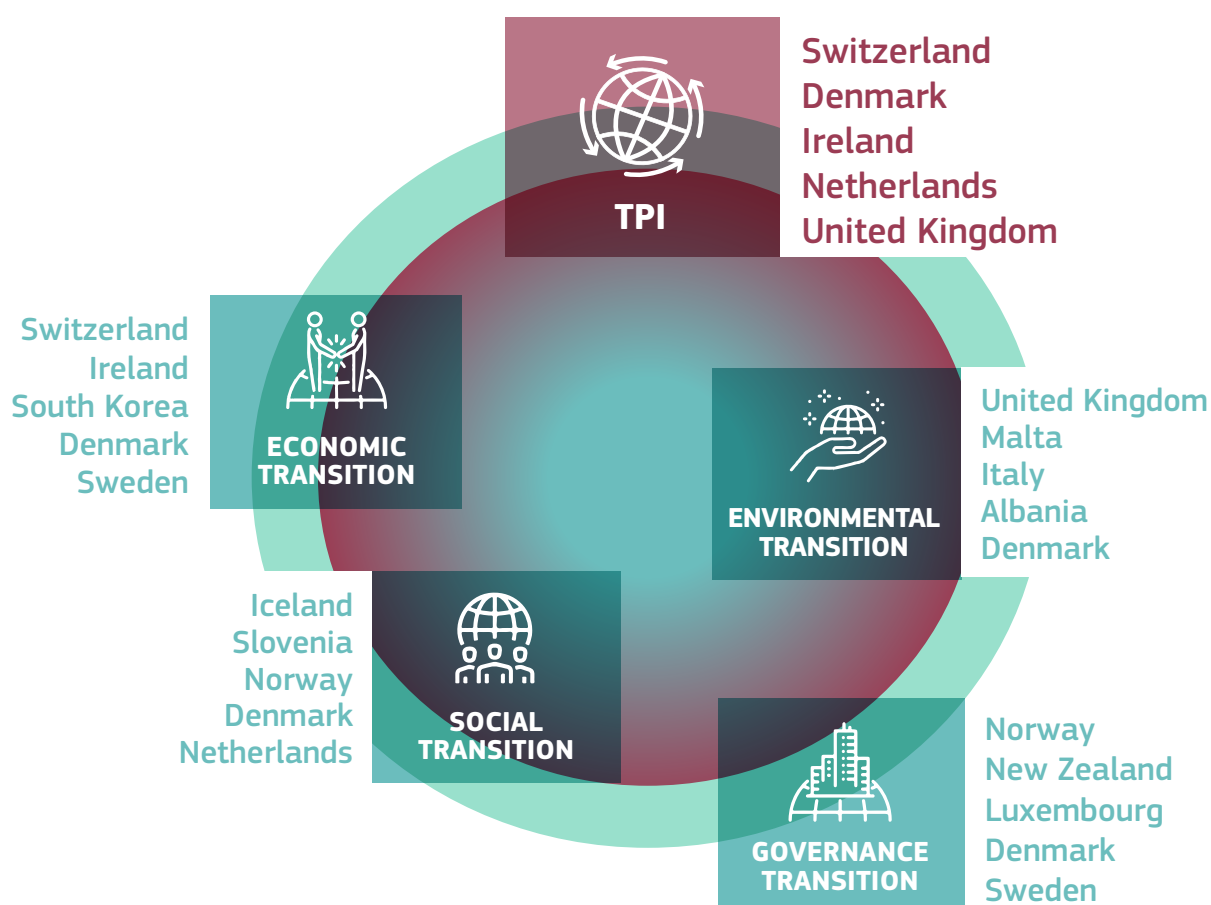 TPI
Switzerland
Denmark
Ireland
Netherlands
United Kingdom
Switzerland
Ireland
South Korea
Denmark
Sweden
ECONOMIC
TRANSITION
ENVIRONMENTAL
TRANSITION
United Kingdom
Malta
Italy
Albania
Denmark
Iceland
Slovenia
Norway
Denmark
Netherlands
SOCIAL
TRANSITION
GOVERNANCE
TRANSITION
Norway
New Zealand
Luxembourg
Denmark
Sweden